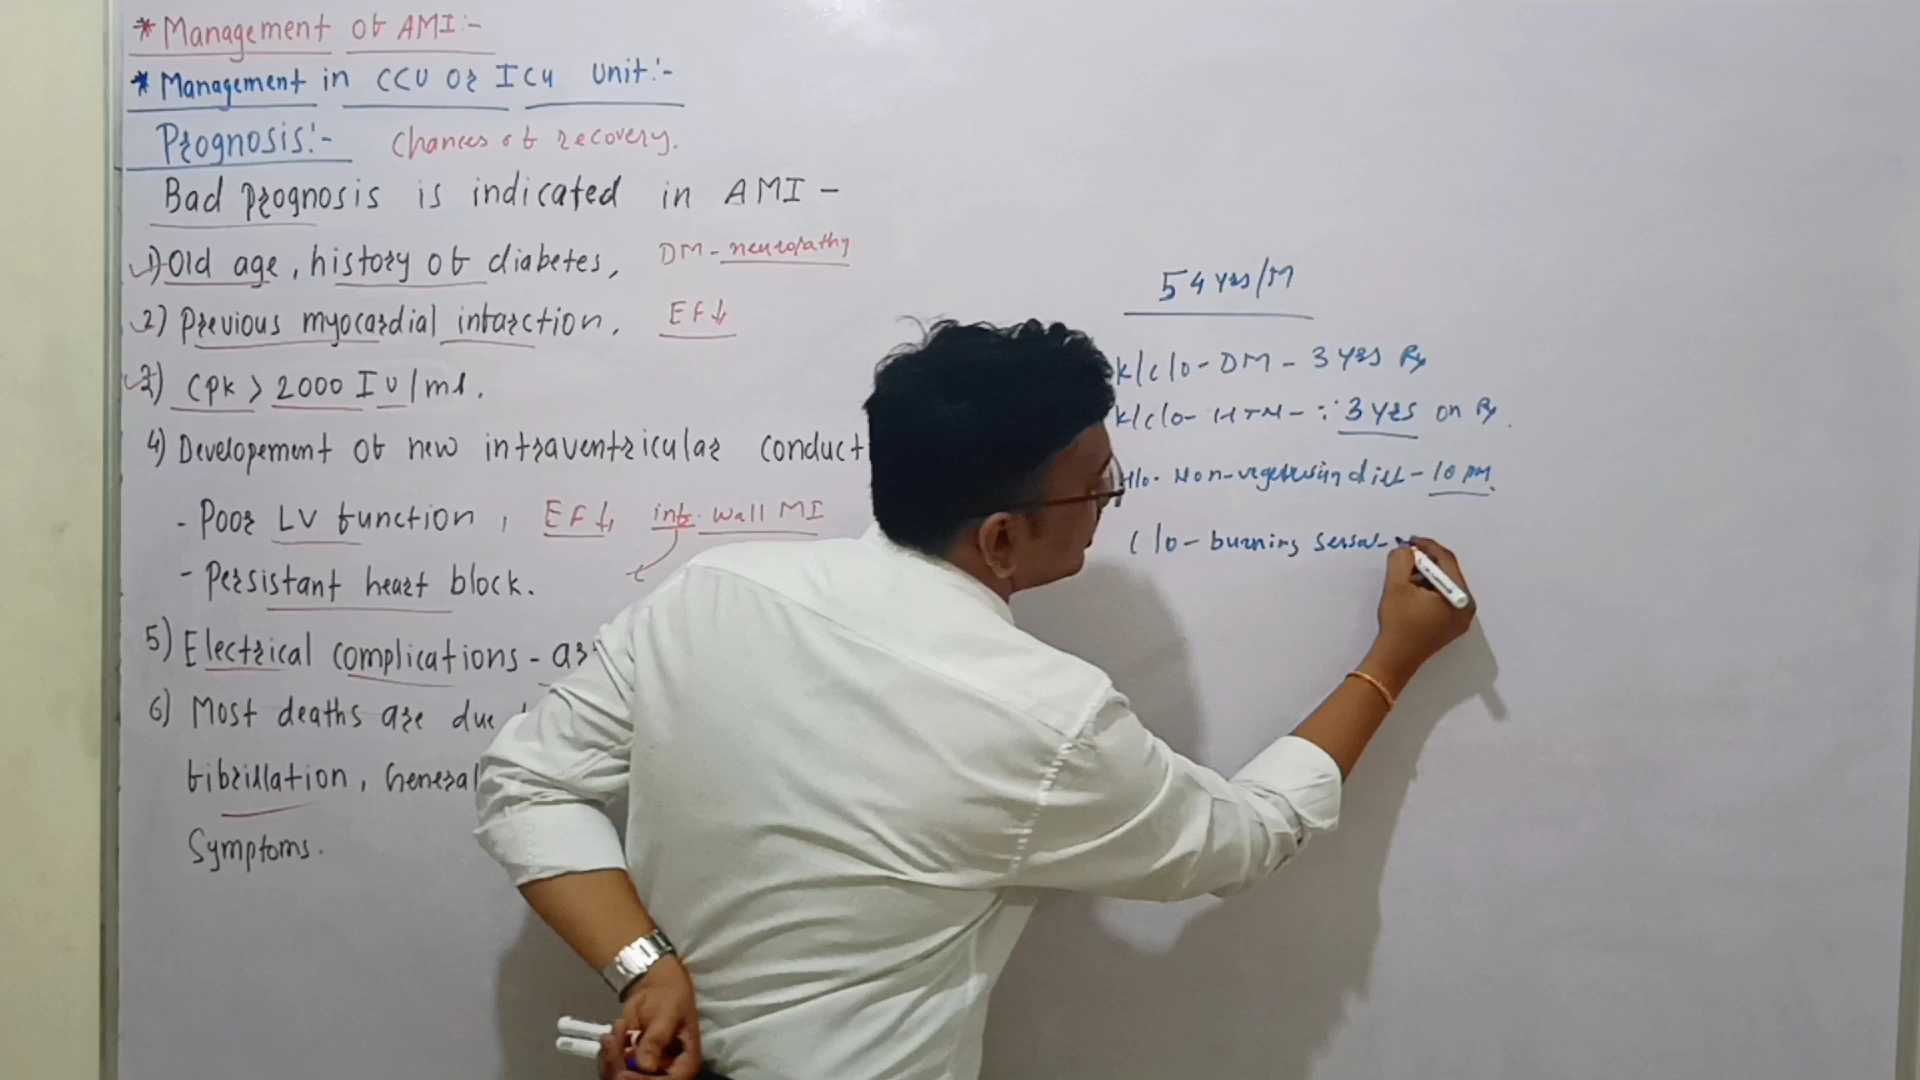 * Management of AMI:-
* Management in CCU or ICU Unit:-
Prognosis:- Chances of recovery.
Bad prognosis is indicated in AMI -
1) Old age, history of diabetes, DM - neuropathy
2) Previous myocardial infarction. EF↓
3) CPK > 2000 IU/ml.
4) Developement of new intraventricular conduct
- Poor LV function, EF↓, inf. wall MI
- Persistant heart block.
5) Electrical complications - ar
6) Most deaths are due
fibrillation, General
Symptoms.
54 yrs/M
K/c/o - DM - 3 yrs Rx
K/c/o - HTN - ∵ 3 yrs on Rx.
H/o. Non-vegetarian diet - 10 pm.
C/o - burning